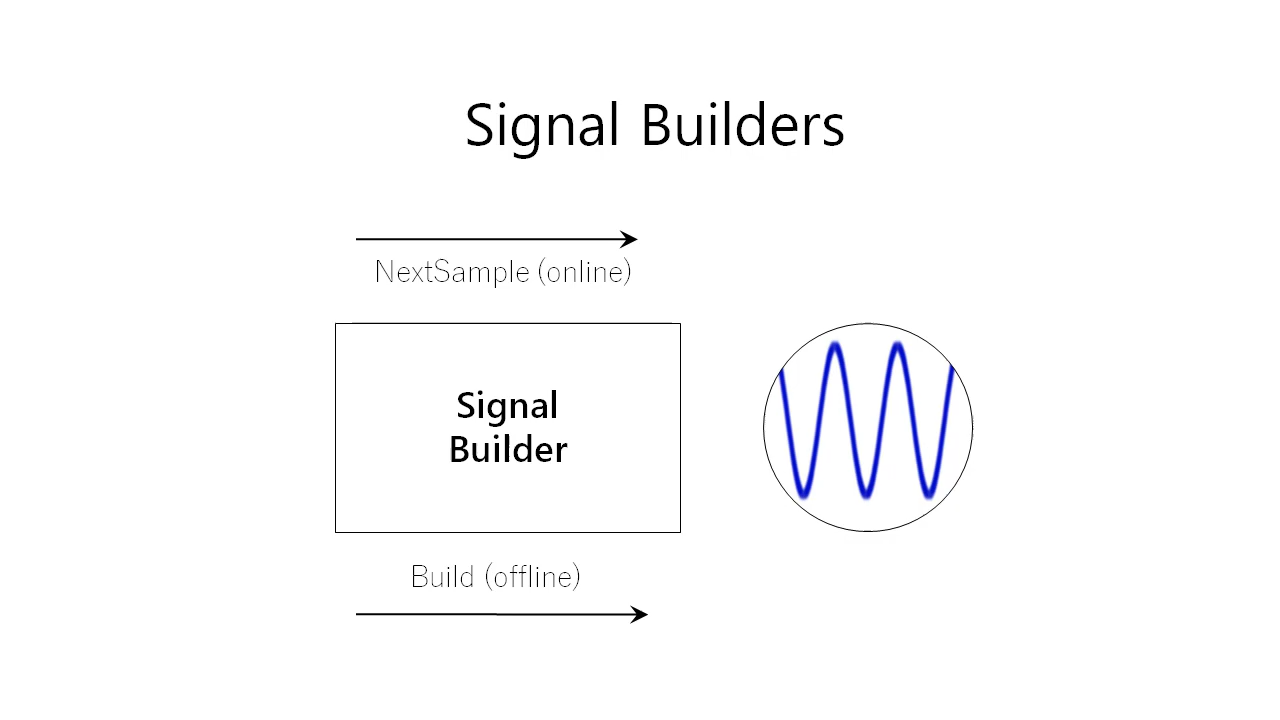 Signal Builders
NextSample (online)
Signal
Builder
Build (offline)